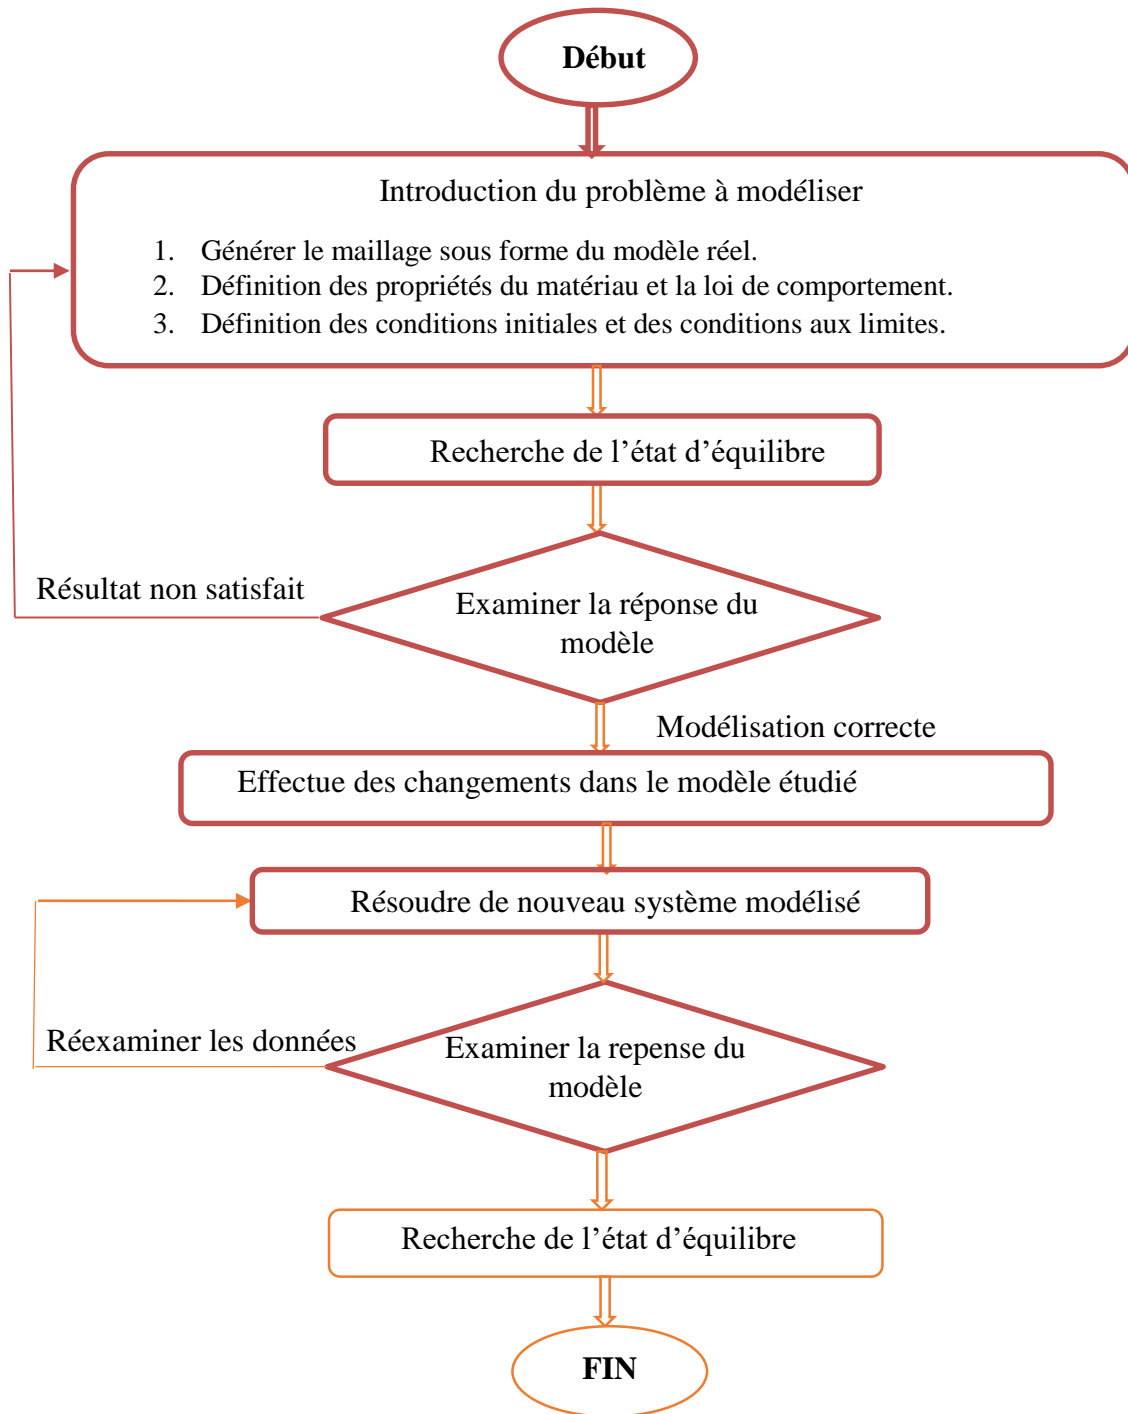 Début
Introduction du problème à modéliser
1. Générer le maillage sous forme du modèle réel.
2. Définition des propriétés du matériau et la loi de comportement.
3. Définition des conditions initiales et des conditions aux limites.
Recherche de l’état d’équilibre
Résultat non satisfait
Examiner la réponse du
modèle
Modélisation correcte
Effectue des changements dans le modèle étudié
Résoudre de nouveau système modélisé
Réexaminer les données
Examiner la repense du
modèle
Recherche de l’état d’équilibre
FIN